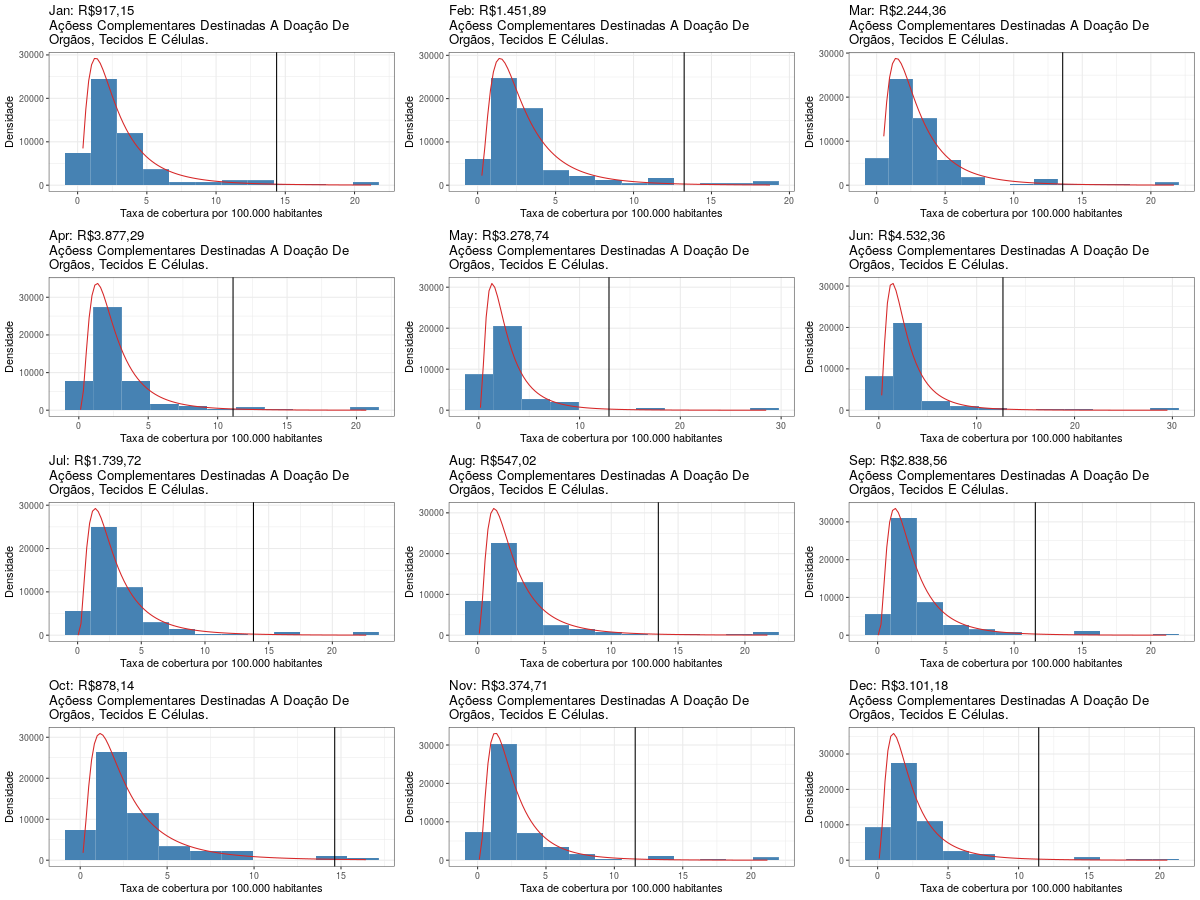 Jan: R$917,15
Açõess Complementares Destinadas A Doação De
Orgãos, Tecidos E Células.
Densidade
30000
20000
10000
0
0 5 10 15 20
Taxa de cobertura por 100.000 habitantes
Feb: R$1.451,89
Açõess Complementares Destinadas A Doação De
Orgãos, Tecidos E Células.
Densidade
30000
20000
10000
0
0 5 10 15 20
Taxa de cobertura por 100.000 habitantes
Mar: R$2.244,36
Açõess Complementares Destinadas A Doação De
Orgãos, Tecidos E Células.
Densidade
30000
20000
10000
0
0 5 10 15 20
Taxa de cobertura por 100.000 habitantes
Apr: R$3.877,29
Açõess Complementares Destinadas A Doação De
Orgãos, Tecidos E Células.
Densidade
30000
20000
10000
0
0 5 10 15 20
Taxa de cobertura por 100.000 habitantes
May: R$3.278,74
Açõess Complementares Destinadas A Doação De
Orgãos, Tecidos E Células.
Densidade
30000
20000
10000
0
0 10 20 30
Taxa de cobertura por 100.000 habitantes
Jun: R$4.532,36
Açõess Complementares Destinadas A Doação De
Orgãos, Tecidos E Células.
Densidade
30000
20000
10000
0
0 10 20 30
Taxa de cobertura por 100.000 habitantes
Jul: R$1.739,72
Açõess Complementares Destinadas A Doação De
Orgãos, Tecidos E Células.
Densidade
30000
20000
10000
0
0 5 10 15 20
Taxa de cobertura por 100.000 habitantes
Aug: R$547,02
Açõess Complementares Destinadas A Doação De
Orgãos, Tecidos E Células.
Densidade
30000
20000
10000
0
0 5 10 15 20
Taxa de cobertura por 100.000 habitantes
Sep: R$2.838,56
Açõess Complementares Destinadas A Doação De
Orgãos, Tecidos E Células.
Densidade
30000
20000
10000
0
0 5 10 15 20
Taxa de cobertura por 100.000 habitantes
Oct: R$878,14
Açõess Complementares Destinadas A Doação De
Orgãos, Tecidos E Células.
Densidade
30000
20000
10000
0
0 5 10 15
Taxa de cobertura por 100.000 habitantes
Nov: R$3.374,71
Açõess Complementares Destinadas A Doação De
Orgãos, Tecidos E Células.
Densidade
30000
20000
10000
0
0 5 10 15 20
Taxa de cobertura por 100.000 habitantes
Dec: R$3.101,18
Açõess Complementares Destinadas A Doação De
Orgãos, Tecidos E Células.
Densidade
30000
20000
10000
0
0 5 10 15 20
Taxa de cobertura por 100.000 habitantes